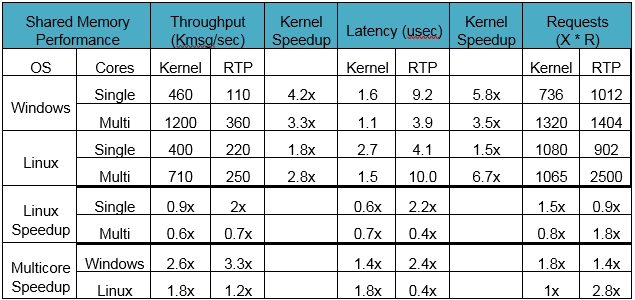 Shared Memory Performance Throughput (Kmsg/sec) Kernel Speedup Latency (usec) Kernel Speedup Requests (X * R)
OS Cores Kernel RTP Kernel RTP Kernel RTP
Windows Single 460 110 4.2x 1.6 9.2 5.8x 736 1012
Multi 1200 360 3.3x 1.1 3.9 3.5x 1320 1404
Linux Single 400 220 1.8x 2.7 4.1 1.5x 1080 902
Multi 710 250 2.8x 1.5 10.0 6.7x 1065 2500
Linux Speedup Single 0.9x 2x 0.6x 2.2x 1.5x 0.9x
Multi 0.6x 0.7x 0.7x 0.4x 0.8x 1.8x
Multicore Speedup Windows 2.6x 3.3x 1.4x 2.4x 1.8x 1.4x
Linux 1.8x 1.2x 1.8x 0.4x 1x 2.8x